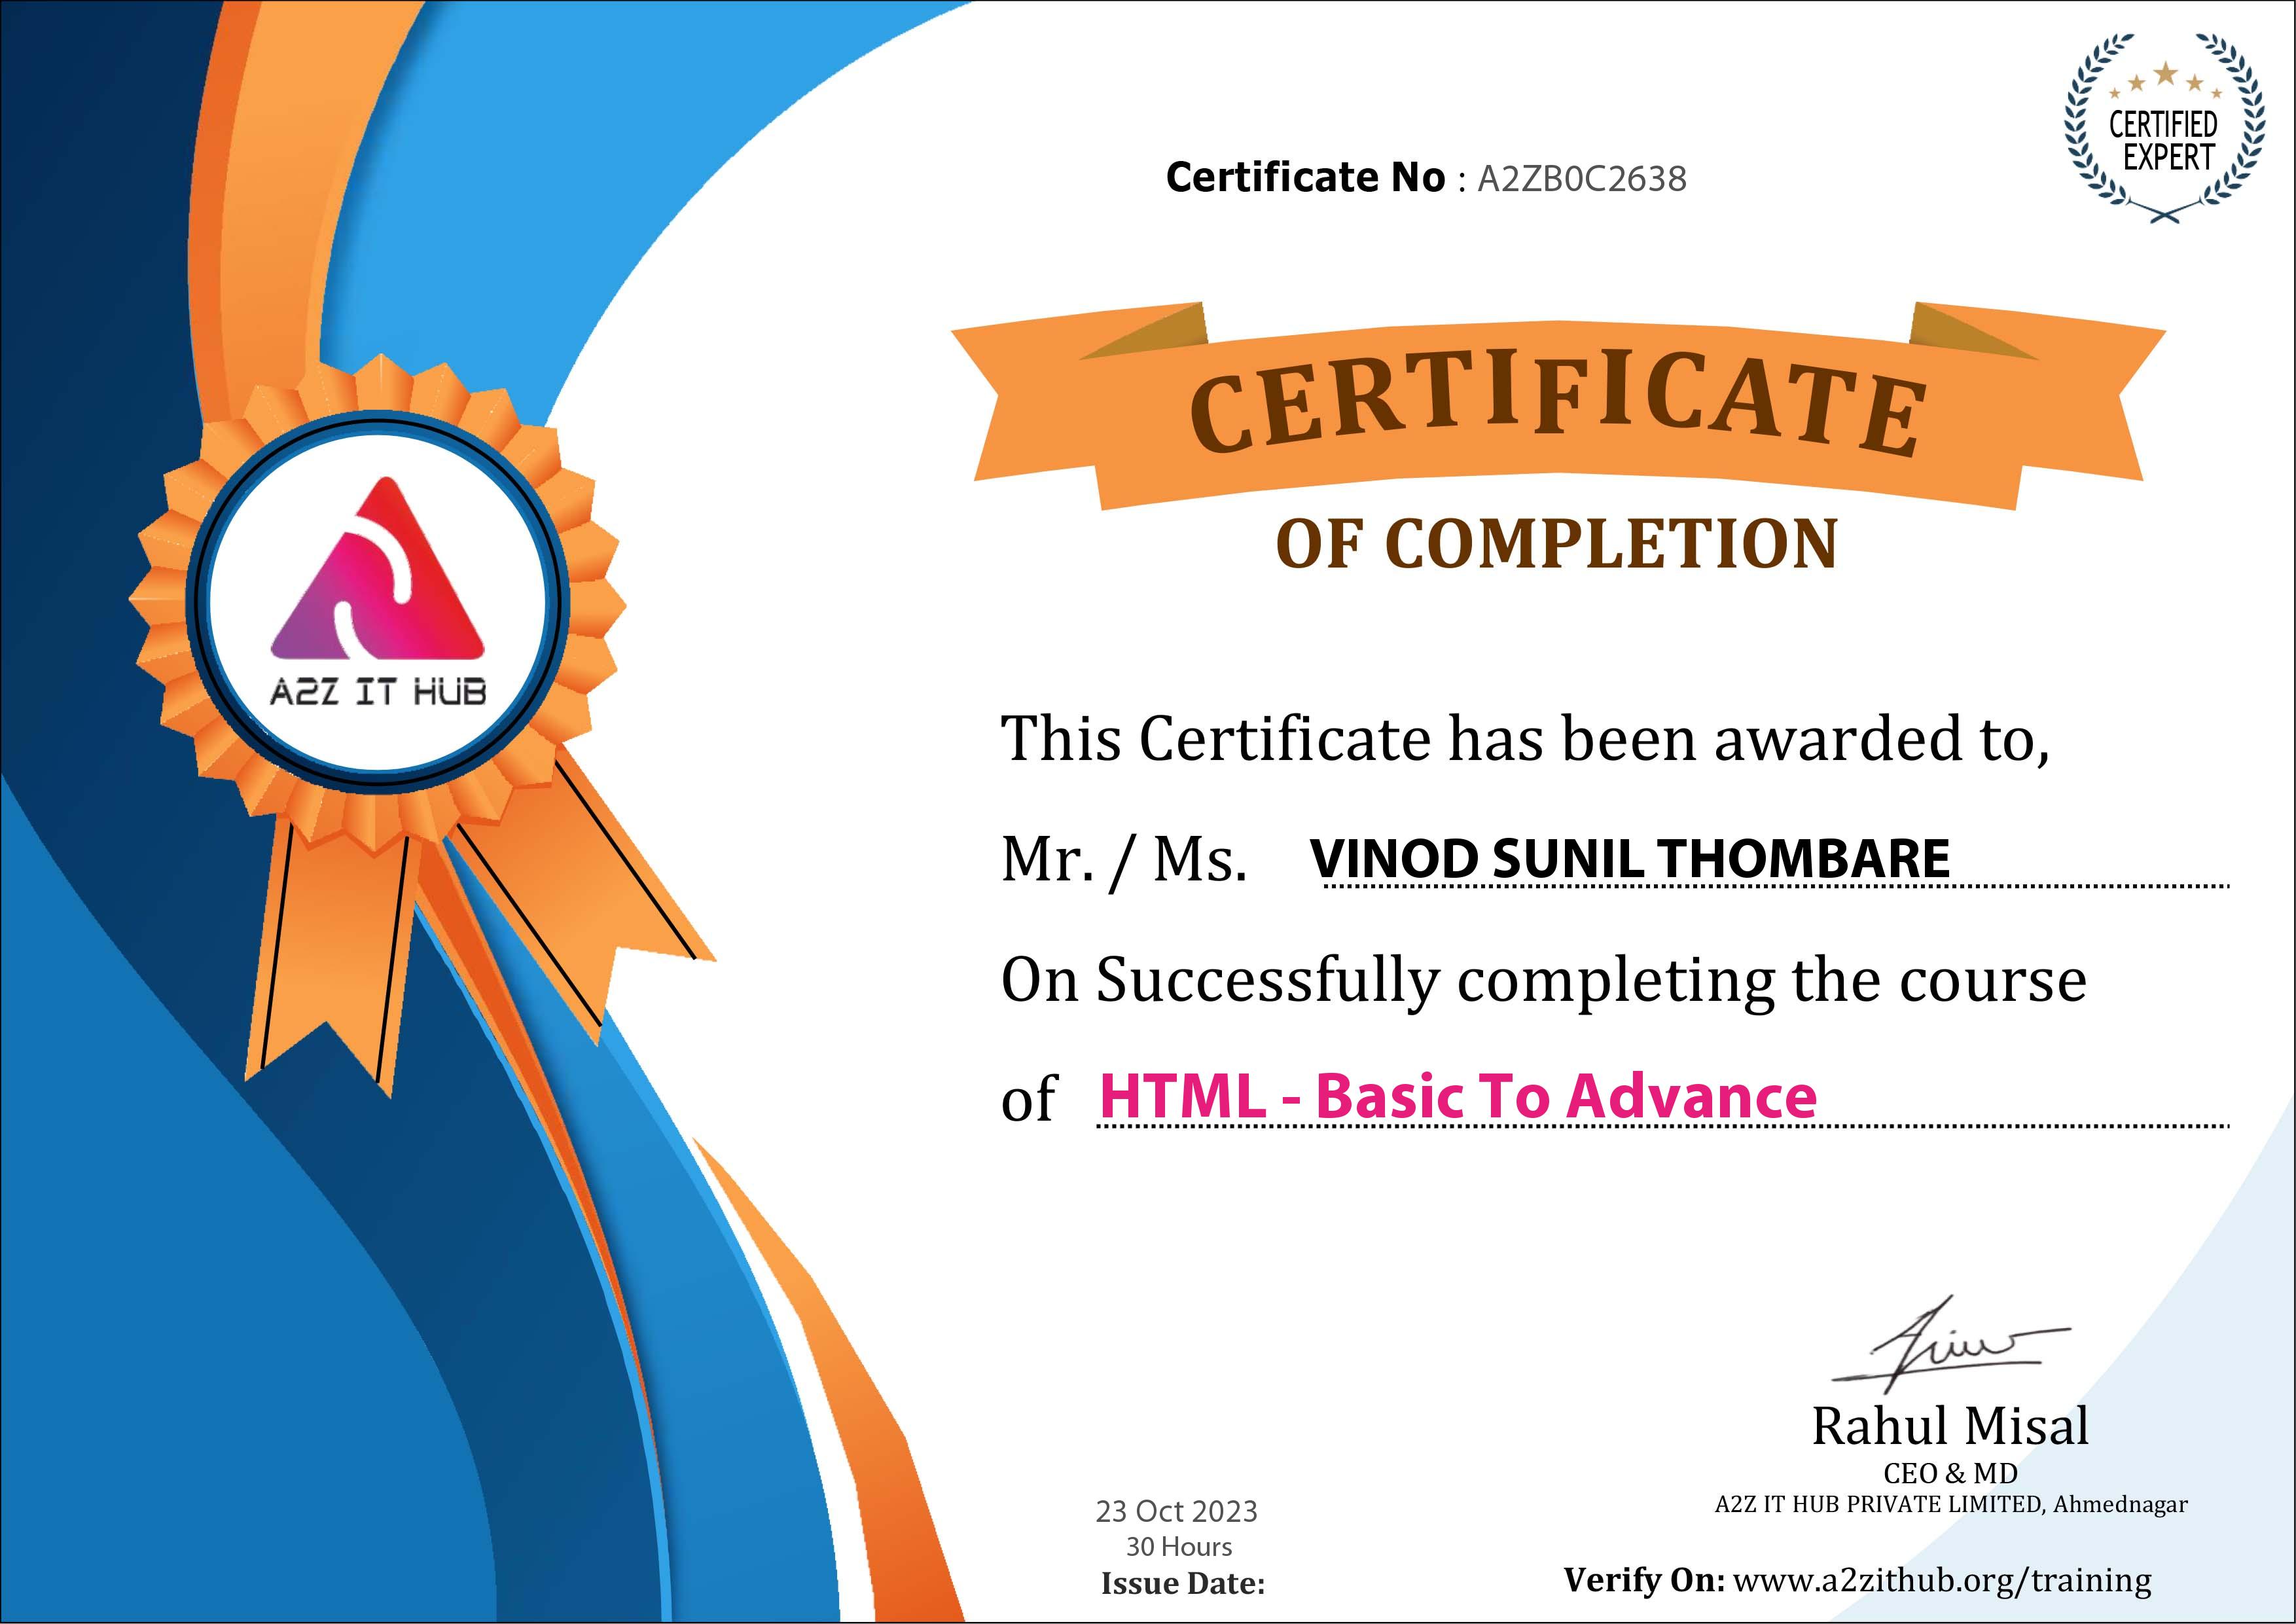 CERTIFIED
EXPERT
Certificate No : A2ZB0C2638
CERTIFICATE
OF COMPLETION
A2Z IT HUB
This Certificate has been awarded to,
Mr. / Ms. VINOD SUNIL THOMBARE
On Successfully completing the course
of HTML - Basic To Advance
Rahul Misal
CEO & MD
A2Z IT HUB PRIVATE LIMITED, Ahmednagar
23 Oct 2023
30 Hours
Issue Date:
Verify On: www.a2zithub.org/training